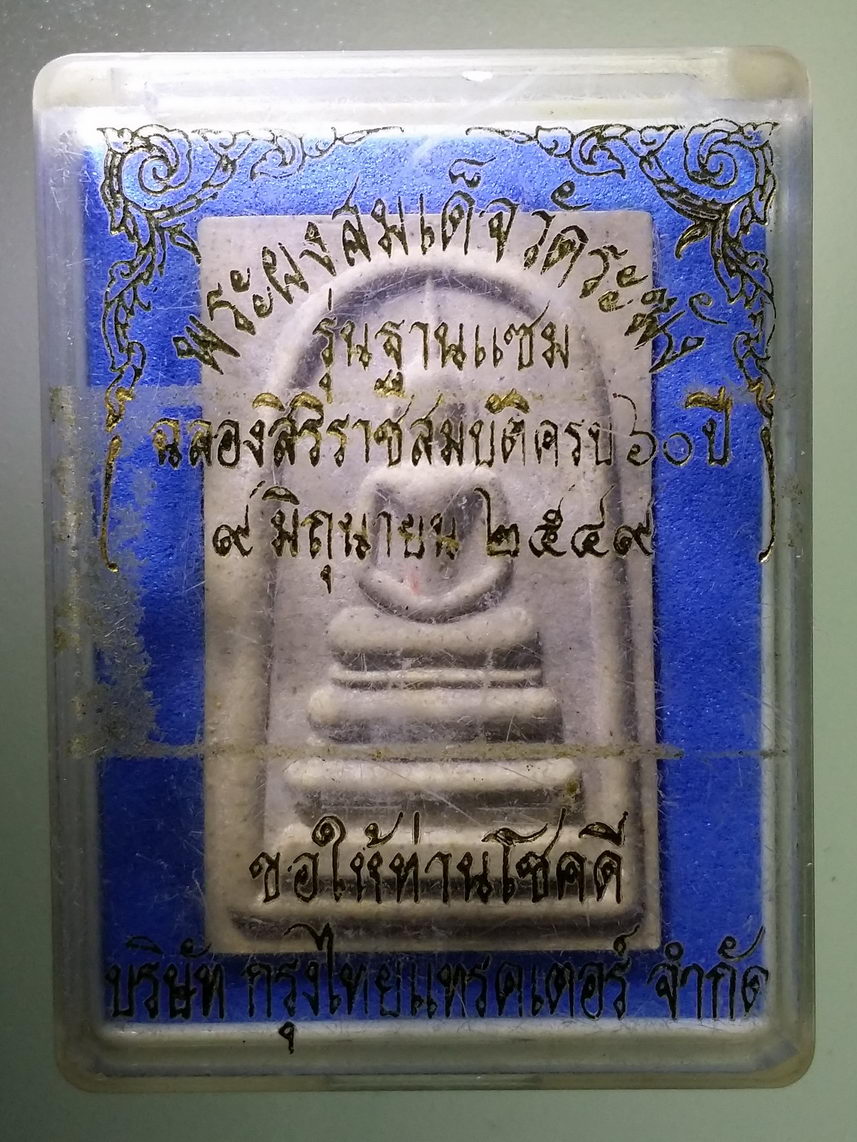 พระผงสมเด็จวัดระฆัง
รุ่นฐานแซม
ฉลองสิริราชสมบัติครบ ๖๐ ปี
๙ มิถุนายน ๒๕๔๙
ขอให้ท่านโชคดี
บริษัท กรุงไทยแทรคเตอร์ จำกัด